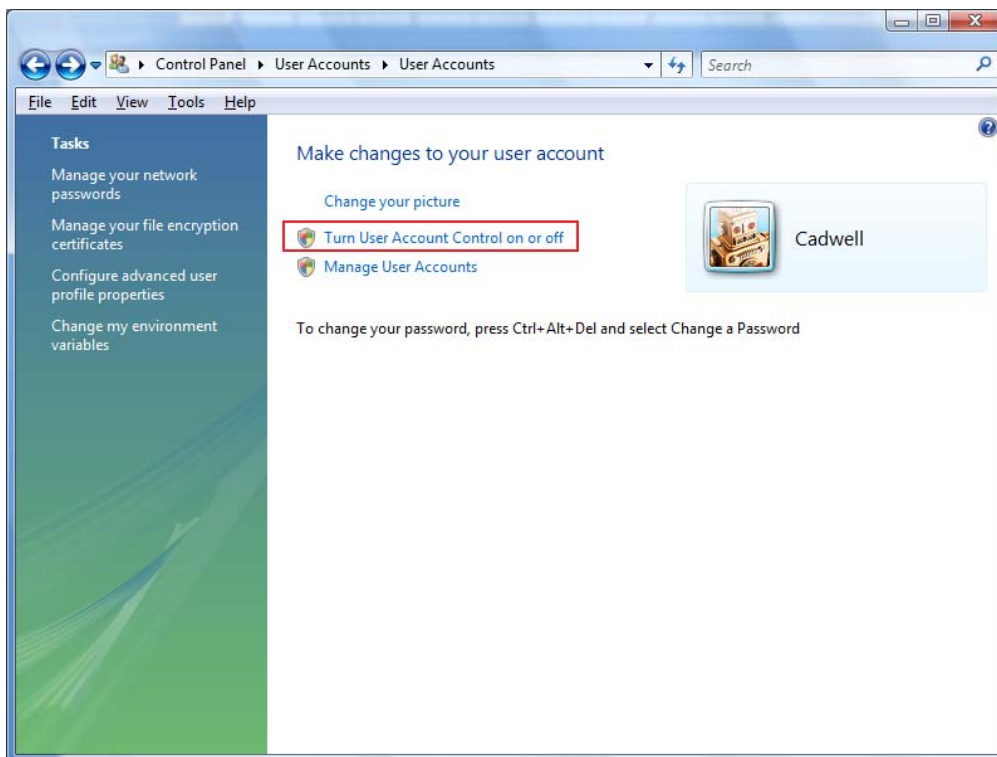 Control Panel User Accounts User Accounts
Search
File Edit View Tools Help
Tasks
Manage your network
passwords
Manage your file encryption
certificates
Configure advanced user
profile properties
Change my environment
variables
Make changes to your user account
Change your picture
Turn User Account Control on or off
Manage User Accounts
Cadwell
To change your password, press Ctrl+Alt+Del and select Change a Password